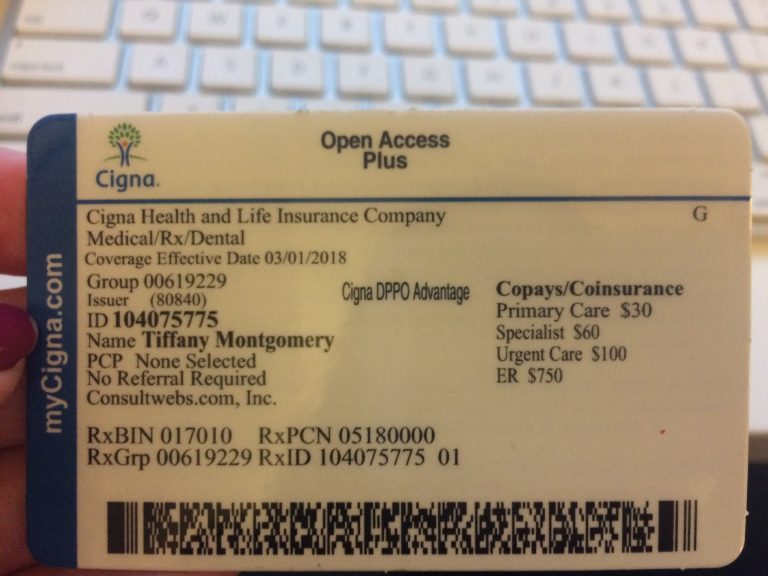 Open Access
Plus
Cigna.
myCigna.com
Cigna Health and Life Insurance Company
G
Medical/Rx/Dental
Coverage Effective Date 03/01/2018
Group 00619229
Issuer (80840)
Cigna DPPO Advantage
ID 104075775
Name Tiffany Montgomery
PCP None Selected
No Referral Required
Consultwebs.com, Inc.
Copays/Coinsurance
Primary Care $30
Specialist $60
Urgent Care $100
ER $750
RxBIN 017010 RxPCN 05180000
RxGrp 00619229 RxID 104075775 01